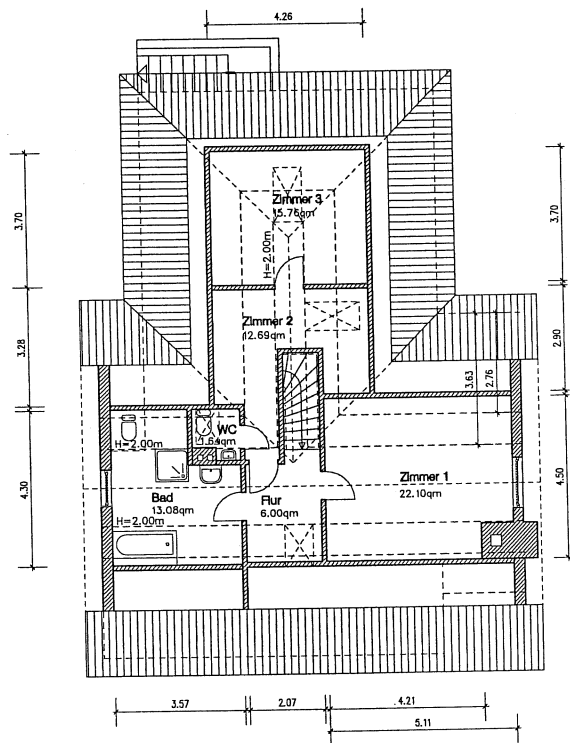 4.26
Zimmer 3
15.76qm
H=2.00m
3.70
3.70
Zimmer 2
12.69qm
3.28
2.90
3.63
2.76
WC
1.64qm
H=2.00m
Zimmer 1
22.10qm
Bad
13.08qm
H=2.00m
Flur
6.00qm
4.30
4.50
3.57
2.07
4.21
5.11